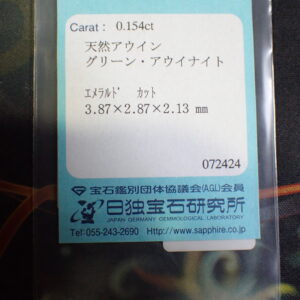 Carat : 0.154ct
天然アウイン
グリーン・アウイナイト
エメラルド カット
3.87×2.87×2.13 mm
072424
宝石鑑別団体協議会(AGL)会員
日独宝石研究所
JAPAN GERMANY GEMMOLOGICAL LABORATORY
Tel:055-243-2690 http://www.sapphire.co.jp